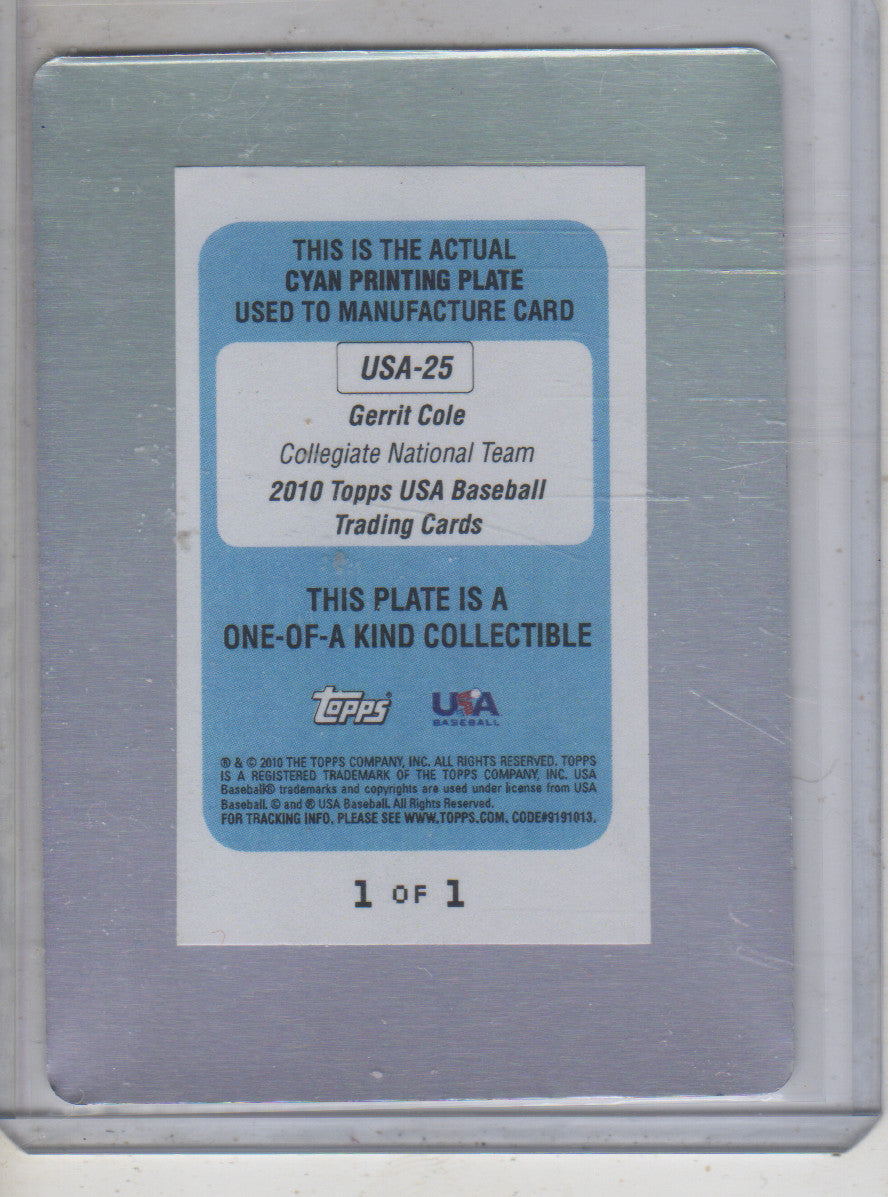 THIS IS THE ACTUAL
CYAN PRINTING PLATE
USED TO MANUFACTURE CARD
USA-25
Gerrit Cole
Collegiate National Team
2010 Topps USA Baseball
Trading Cards
THIS PLATE IS A
ONE-OF-A KIND COLLECTIBLE
topps®
USA
BASEBALL
® & © 2010 THE TOPPS COMPANY, INC. ALL RIGHTS RESERVED. TOPPS
IS A REGISTERED TRADEMARK OF THE TOPPS COMPANY, INC. USA
Baseball® trademarks and copyrights are used under license from USA
Baseball. © and ® USA Baseball. All Rights Reserved.
FOR TRACKING INFO, PLEASE SEE WWW.TOPPS.COM. CODE#9191013.
1 OF 1